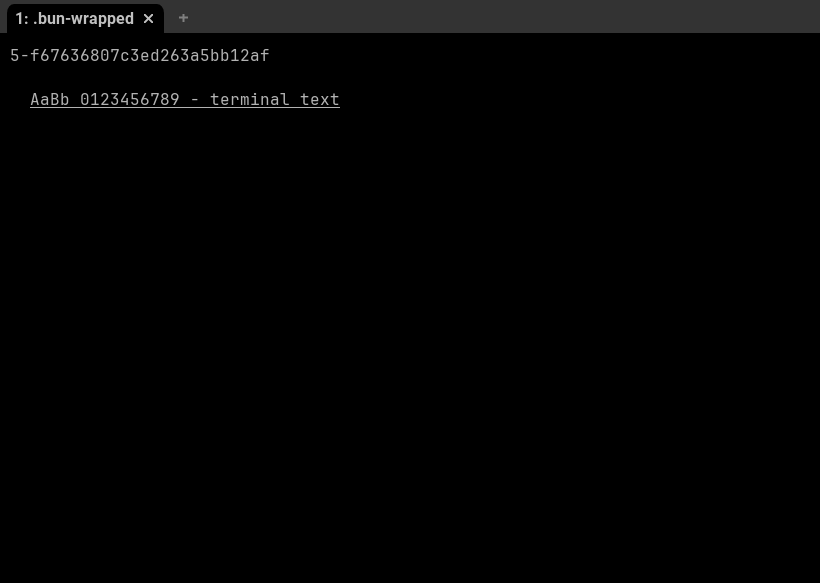 1: .bun-wrapped × +
5-f67636807c3ed263a5bb12af
AaBb 0123456789 - terminal text